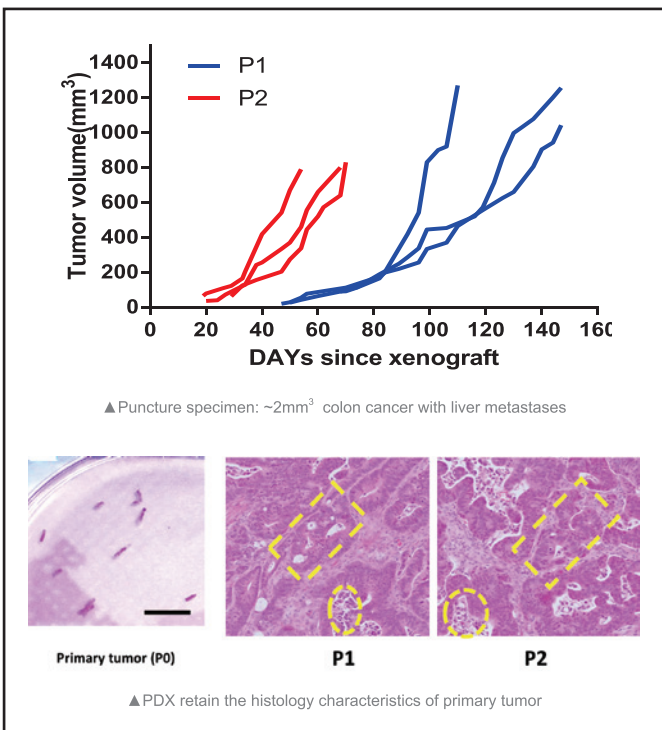 1400
1200
1000
800
600
400
200
0
Tumor volume(mm³)
P1
P2
0 20 40 60 80 100 120 140 160
DAYs since xenograft
▲Puncture specimen: ~2mm³ colon cancer with liver metastases
Primary tumor (P0)
P1
P2
▲PDX retain the histology characteristics of primary tumor